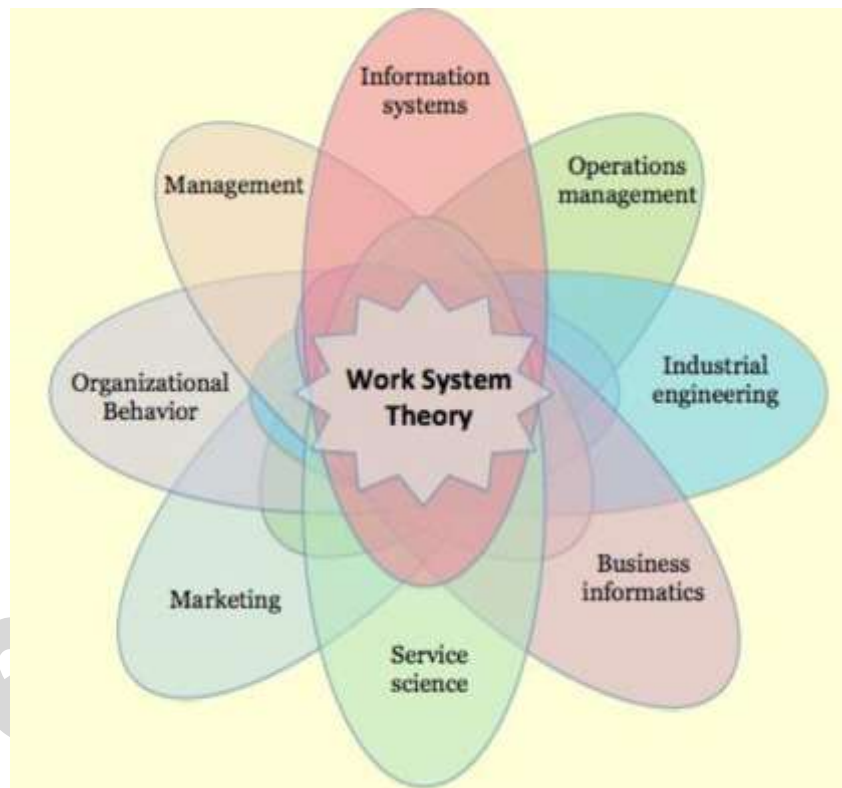 Information
systems
Operations
management
Management
Industrial
engineering
Organizational
Behavior
Work System
Theory
Business
informatics
Marketing
Service
science